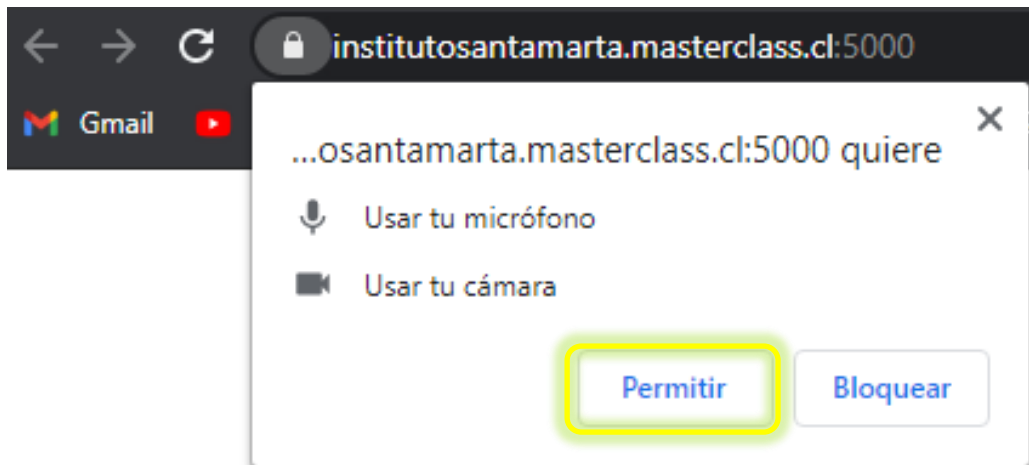 institutosantamarta.masterclass.cl:5000
Gmail
...osantamarta.masterclass.cl:5000 quiere
Usar tu micrófono
Usar tu cámara
Permitir Bloquear